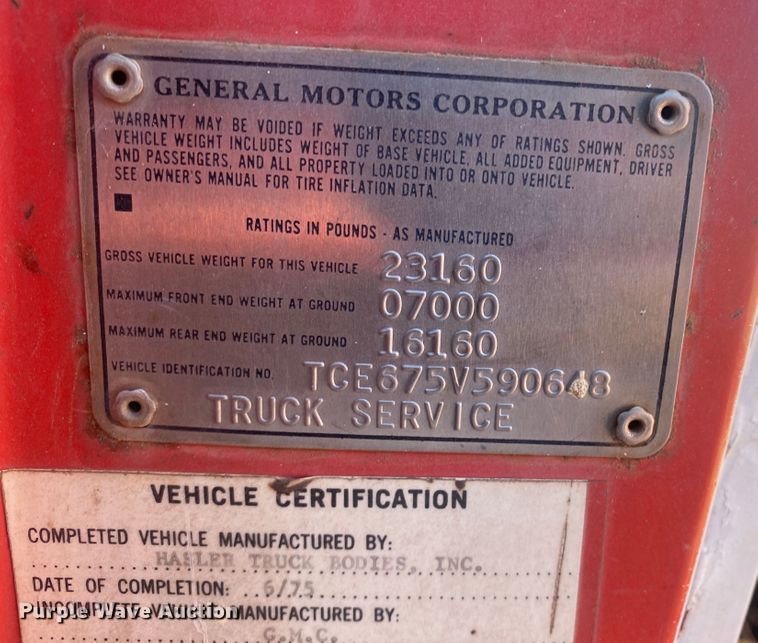 GENERAL MOTORS CORPORATION
WARRANTY MAY BE VOIDED IF WEIGHT EXCEEDS ANY OF RATINGS SHOWN. GROSS
VEHICLE WEIGHT INCLUDES WEIGHT OF BASE VEHICLE, ALL ADDED EQUIPMENT, DRIVER
AND PASSENGERS, AND ALL PROPERTY LOADED INTO OR ONTO VEHICLE.
SEE OWNER'S MANUAL FOR TIRE INFLATION DATA.
RATINGS IN POUNDS - AS MANUFACTURED
GROSS VEHICLE WEIGHT FOR THIS VEHICLE 23160
MAXIMUM FRONT END WEIGHT AT GROUND 07000
MAXIMUM REAR END WEIGHT AT GROUND 16160
VEHICLE IDENTIFICATION NO. TCE675V590648
TRUCK SERVICE
VEHICLE CERTIFICATION
COMPLETED VEHICLE MANUFACTURED BY:
HASLER TRUCK BODIES, INC.
DATE OF COMPLETION: 6/75
INCOMPLETE VEHICLE MANUFACTURED BY:
G.M.C.
Purple Wave Auction